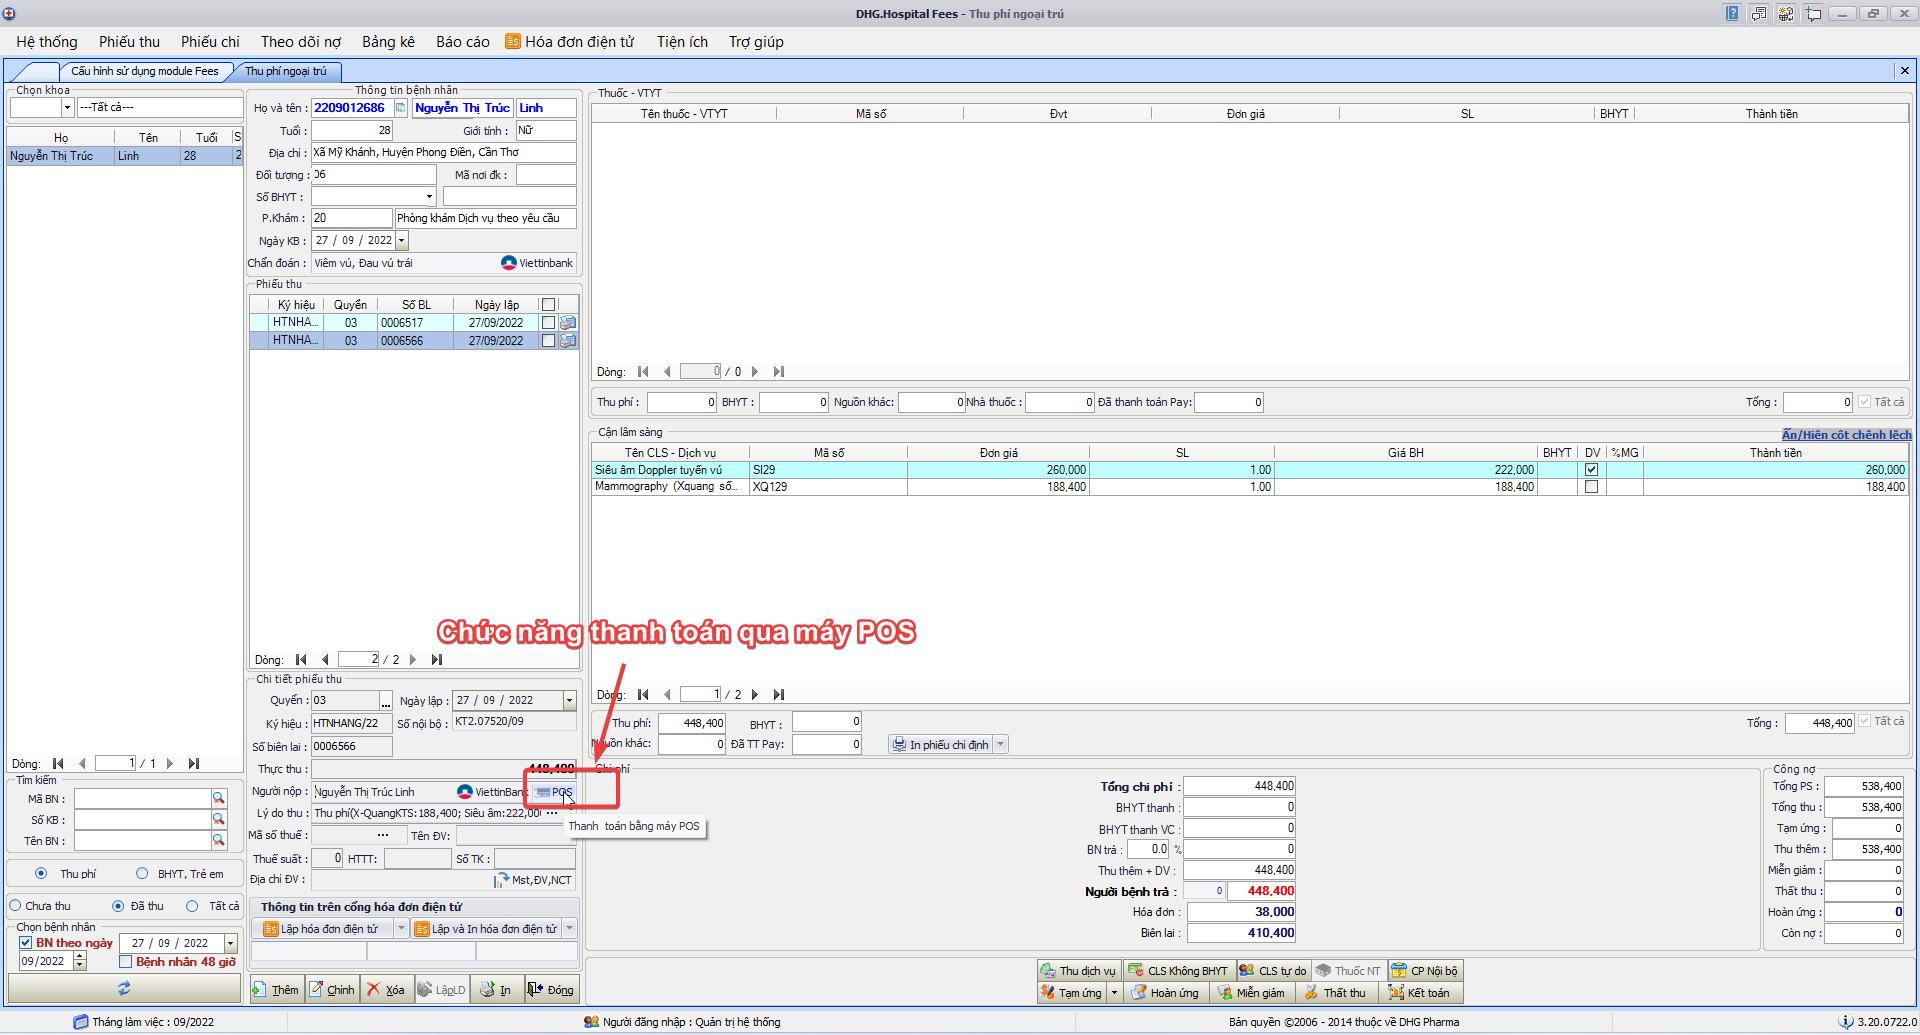 DHG.Hospital Fees - Thu phí ngoại trú
Hệ thống Phiếu thu Phiếu chi Theo dõi nợ Bảng kê Báo cáo Hóa đơn điện tử Tiện ích Trợ giúp
Cấu hình sử dụng module Fees Thu phí ngoại trú
Chọn khoa
---Tất cả---
Họ Tên Tuổi S
Nguyễn Thị Trúc Linh 28 2
Dòng: 1 / 1
Tìm kiếm
Mã BN :
Số KB :
Tên BN :
Thu phí BHYT, Trẻ em
Chưa thu Đã thu Tất cả
Chọn bệnh nhân
BN theo ngày 27 / 09 / 2022
09/2022 Bệnh nhân 48 giờ
Thông tin bệnh nhân
Họ và tên : 2209012686 Nguyễn Thị Trúc Linh
Tuổi : 28 Giới tính : Nữ
Địa chỉ : Xã Mỹ Khánh, Huyện Phong Điền, Cần Thơ
Đối tượng : 06 Mã nơi đk :
Số BHYT :
P.Khám : 20 Phòng khám Dịch vụ theo yêu cầu
Ngày KB : 27 / 09 / 2022
Chẩn đoán : Viêm vú, Đau vú trái Viettinbank
Phiếu thu
Ký hiệu Quyển Số BL Ngày lập
HTNHA... 03 0006517 27/09/2022
HTNHA... 03 0006566 27/09/2022
Chức năng thanh toán qua máy POS
Dòng: 2 / 2
Chi tiết phiếu thu
Quyển : 03 ... Ngày lập : 27 / 09 / 2022
Ký hiệu : HTNHANG/22 Số nội bộ : KT2.07520/09
Số biên lai : 0006566
Thực thu : 448,400
Người nộp : Nguyễn Thị Trúc Linh ViettinBank POS
Lý do thu : Thu phí(X-QuangKTS:188,400; Siêu âm:222,00 ...
Thanh toán bằng máy POS
Mã số thuế : ... Tên ĐV:
Thuế suất : 0 HTTT: Số TK :
Địa chỉ ĐV : Mst,ĐV,NCT
Thông tin trên cổng hóa đơn điện tử
Lập hóa đơn điện tử Lập và In hóa đơn điện tử
Thêm Chỉnh Xóa LậpLD In Đóng
Thuốc - VTYT
Tên thuốc - VTYT Mã số Đvt Đơn giá SL BHYT Thành tiền
Dòng: 0 / 0
Thu phí : 0 BHYT : 0 Nguồn khác: 0 Nhà thuốc : 0 Đã thanh toán Pay: 0 Tổng : 0 Tất cả
Cận lâm sàng
Ẩn/Hiện cột chênh lệch
Tên CLS - Dịch vụ Mã số Đơn giá SL Giá BH BHYT DV %MG Thành tiền
Siêu âm Doppler tuyến vú SI29 260,000 1.00 222,000 260,000
Mammography (Xquang số... XQ129 188,400 1.00 188,400 188,400
Dòng: 1 / 2
Thu phí: 448,400 BHYT : 0 Tổng : 448,400 Tất cả
Nguồn khác: 0 Đã TT Pay: 0 In phiếu chỉ định
Chi phí
Tổng chi phí : 448,400
BHYT thanh : 0
BHYT thanh VC : 0
BN trả : 0.0 % 0
Thu thêm + DV : 448,400
Người bệnh trả : 0 448,400
Hóa đơn : 38,000
Biên lai : 410,400
Công nợ
Tổng PS : 538,400
Tổng thu : 538,400
Tạm ứng : 0
Thu thêm : 538,400
Miễn giảm : 0
Thất thu : 0
Hoàn ứng : 0
Còn nợ : 0
Thu dịch vụ CLS Không BHYT CLS tự do Thuốc NT CP Nội bộ
Tạm ứng Hoàn ứng Miễn giảm Thất thu Kết toán
Tháng làm việc : 09/2022 Người đăng nhập : Quản trị hệ thống Bản quyền ©2006 - 2014 thuộc về DHG Pharma 3.20.0722.0